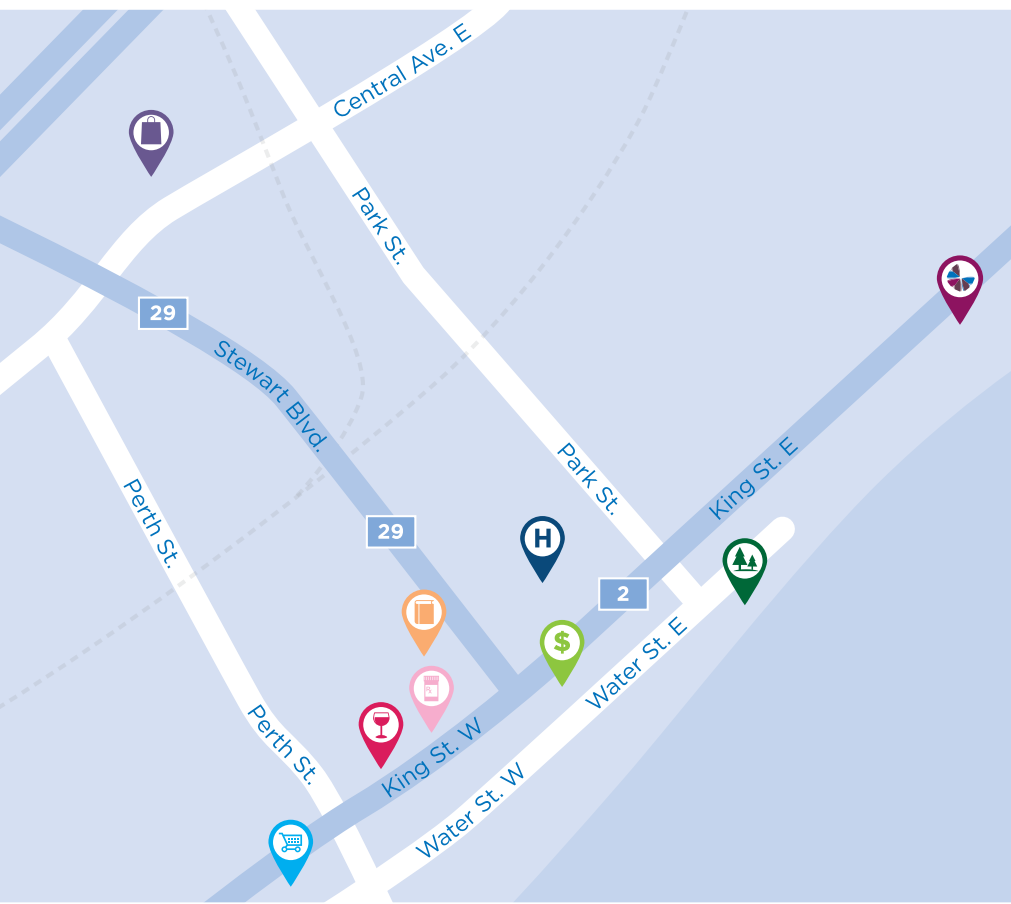 Central Ave. E
Park St.
29
Stewart Blvd.
King St. E
Park St.
Perth St.
29
H
2
$
Water St. E
Perth St.
King St. W
Water St. W